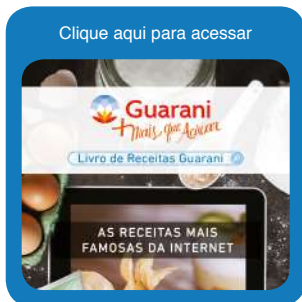 Clique aqui para acessar
Guarani
+Mais que Açúcar
Livro de Receitas Guarani
AS RECEITAS MAIS
FAMOSAS DA INTERNET